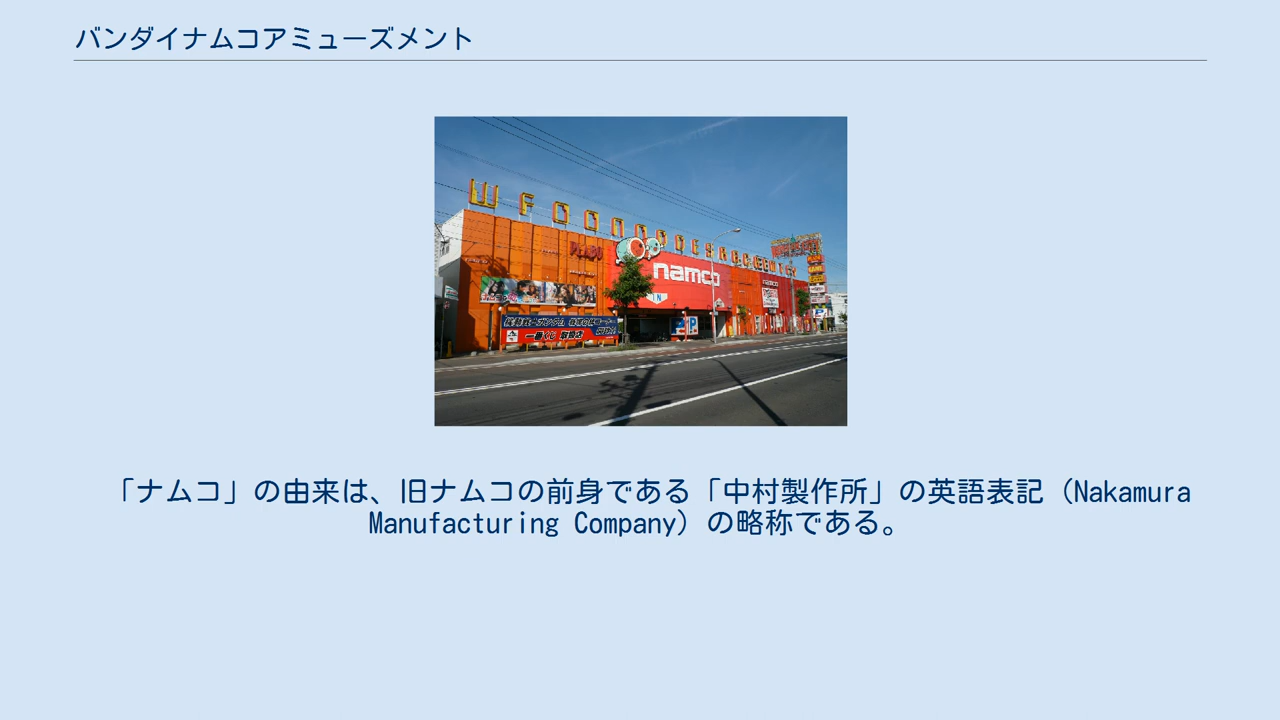 バンダイナムコアミューズメント
namco
「ナムコ」の由来は、旧ナムコの前身である「中村製作所」の英語表記（Nakamura
Manufacturing Company）の略称である。